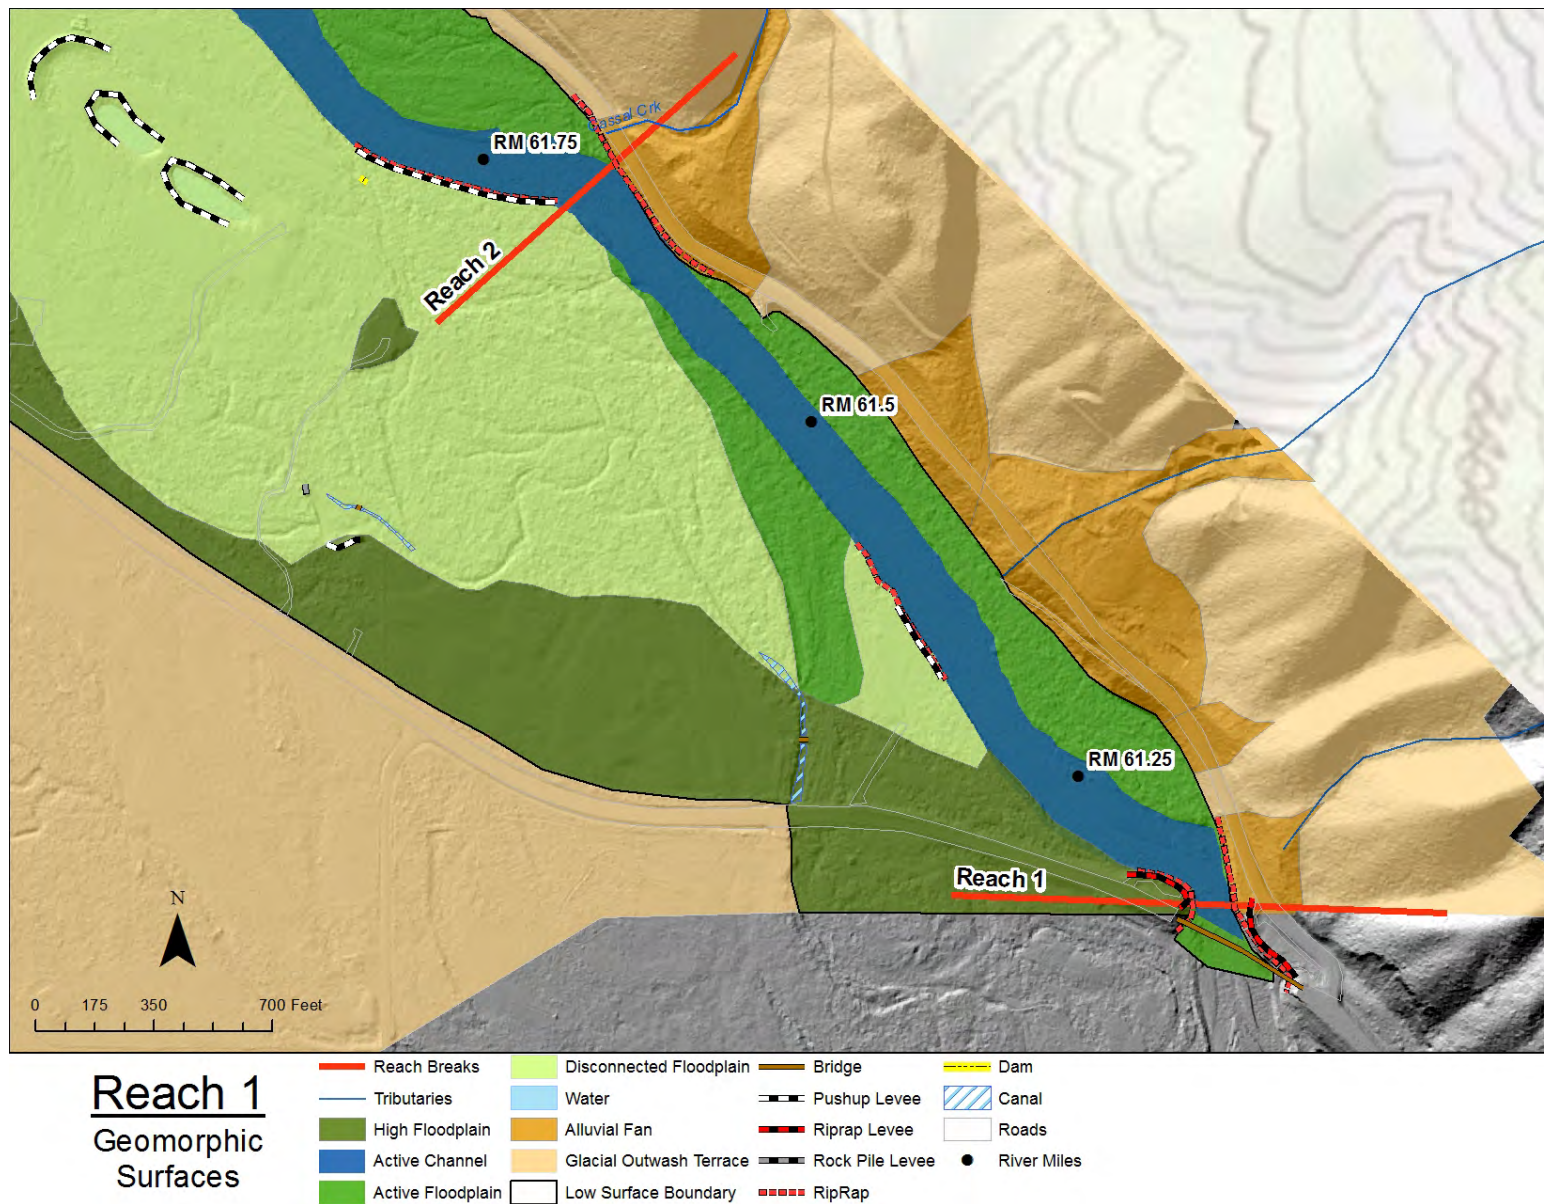 Cassal Crk
RM 61.75
Reach 2
RM 61.5
RM 61.25
Reach 1
N
0 175 350 700 Feet
Reach 1
Geomorphic
Surfaces
Reach Breaks
Tributaries
High Floodplain
Active Channel
Active Floodplain
Disconnected Floodplain
Water
Alluvial Fan
Glacial Outwash Terrace
Low Surface Boundary
Bridge
Pushup Levee
Riprap Levee
Rock Pile Levee
RipRap
Dam
Canal
Roads
River Miles